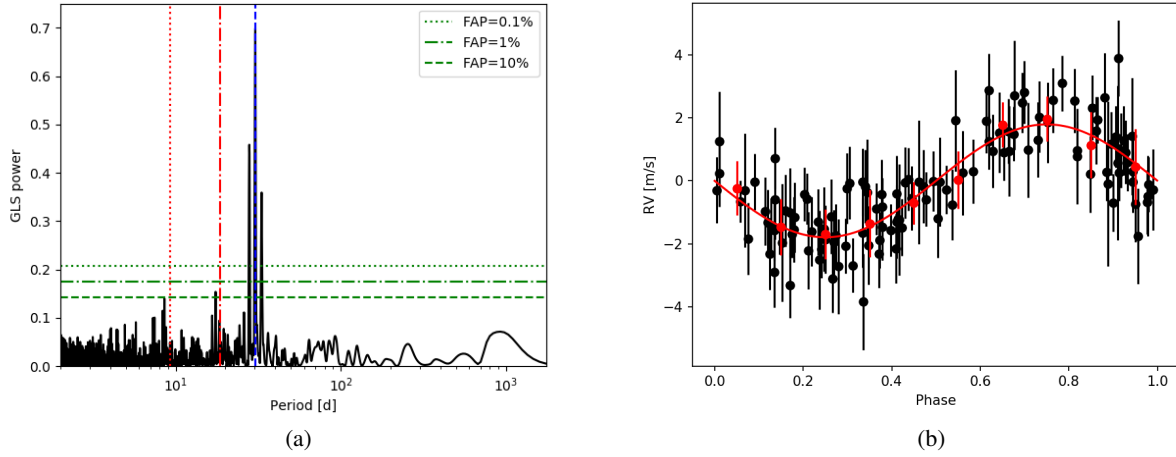 0.7
0.6
0.5
0.4
0.3
0.2
0.1
0.0
GLS power
FAP=0.1%
FAP=1%
FAP=10%
10¹ 10² 10³
Period [d]
(a)
4
2
0
−2
−4
RV [m/s]
0.0 0.2 0.4 0.6 0.8 1.0
Phase
(b)